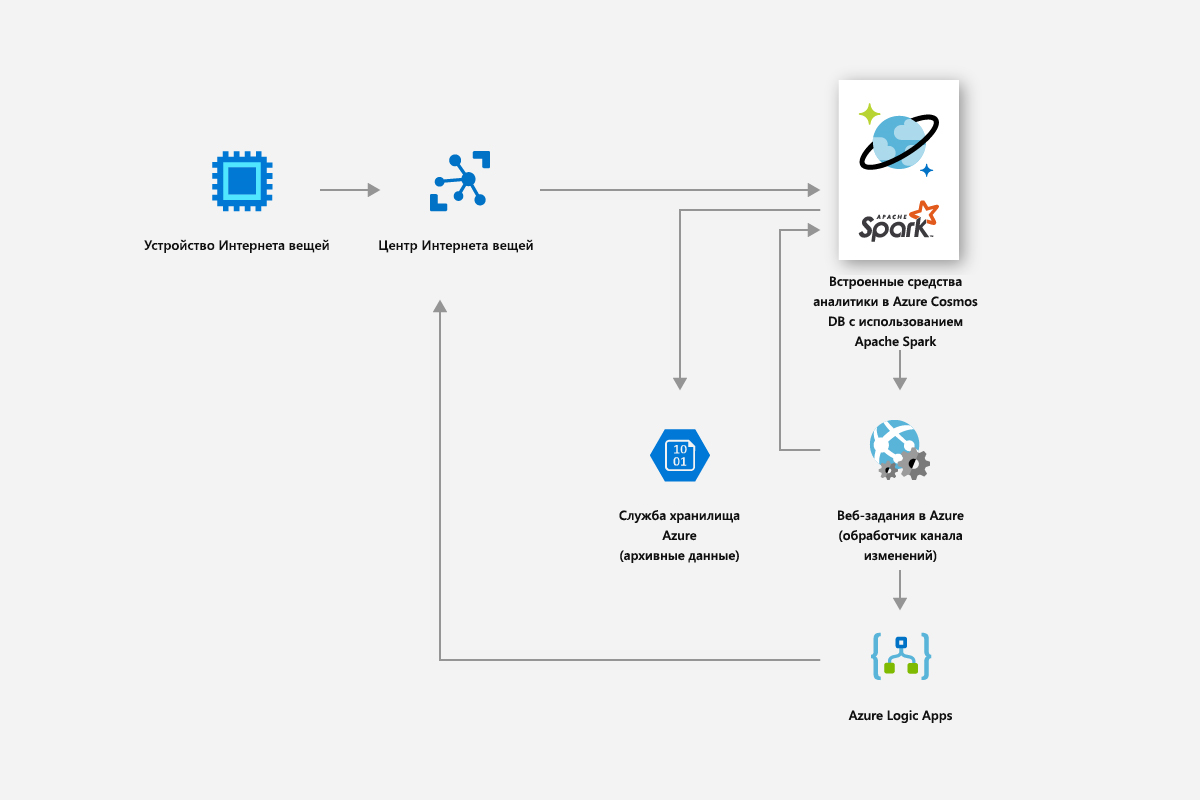 APACHE
Spark™
Устройство Интернета вещей
Центр Интернета вещей
Встроенные средства
аналитики в Azure Cosmos
DB с использованием
Apache Spark
10
01
Служба хранилища
Azure
(архивные данные)
Веб-задания в Azure
(обработчик канала
изменений)
Azure Logic Apps